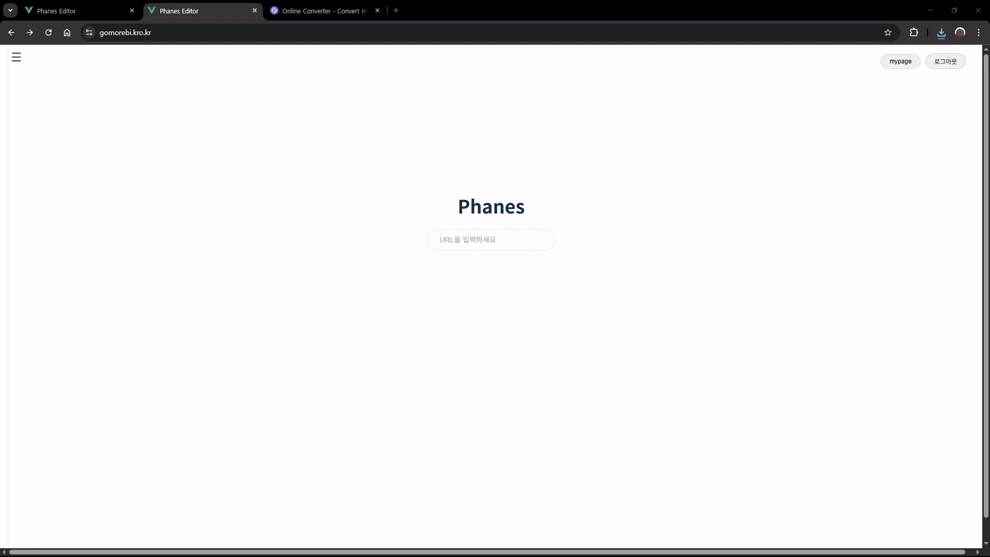 Phanes Editor
Phanes Editor
Online Converter - Convert Im
gomorebi.kro.kr
mypage
로그아웃
Phanes
URL을 입력하세요